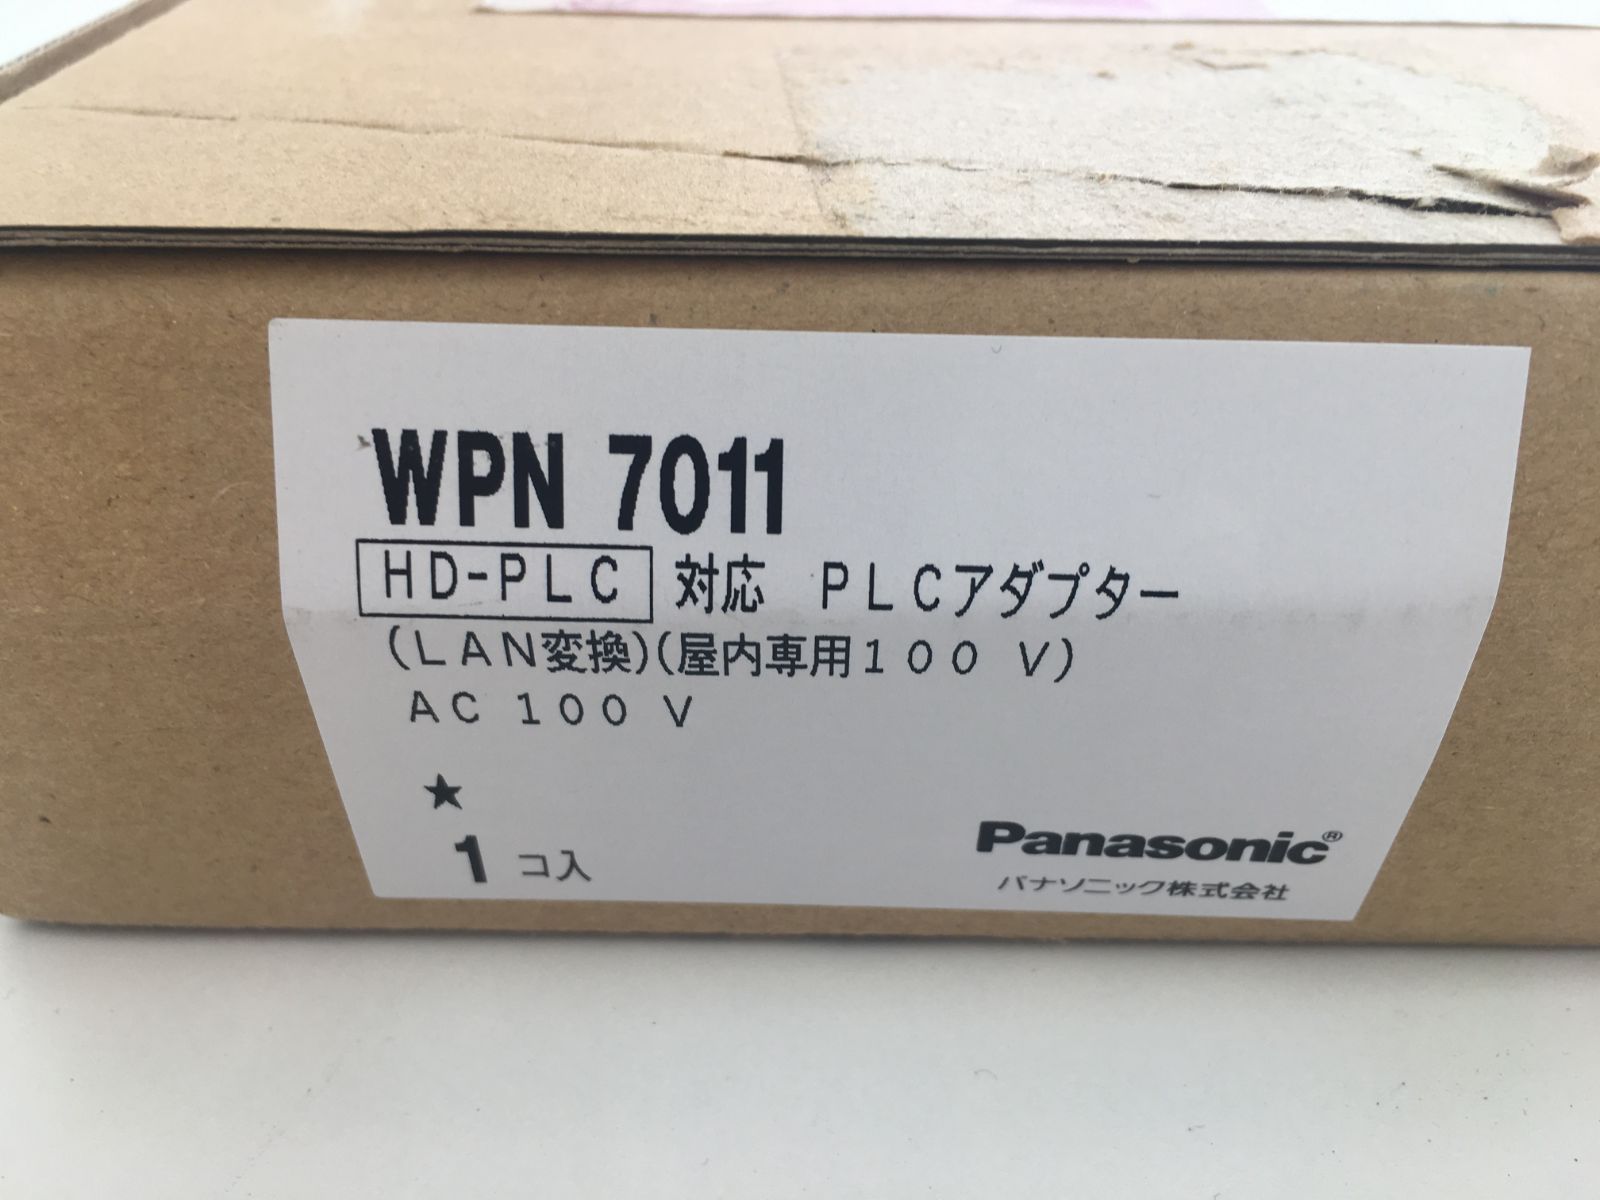 WPN 7011
HD-PLC 対応 PLCアダプター
(LAN変換)(屋内専用100 V)
AC 100 V
★
1 コ入
Panasonic®
パナソニック株式会社